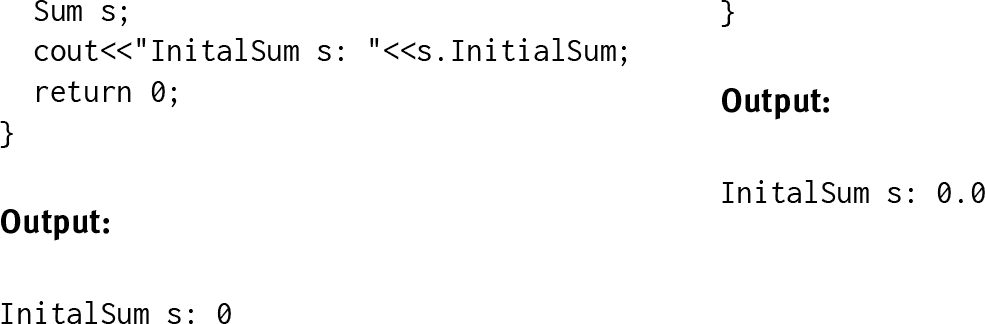 Sum s;
cout<<"InitalSum s: "<<s.InitialSum;
return 0;
}
Output:
InitalSum s: 0
}
Output:
InitalSum s: 0.0